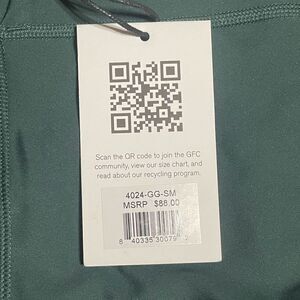 Scan the QR code to join the GFC
community, view our size chart, and
read about our recycling program.
4024-GG-SM
MSRP $88.00
8 40335 30079